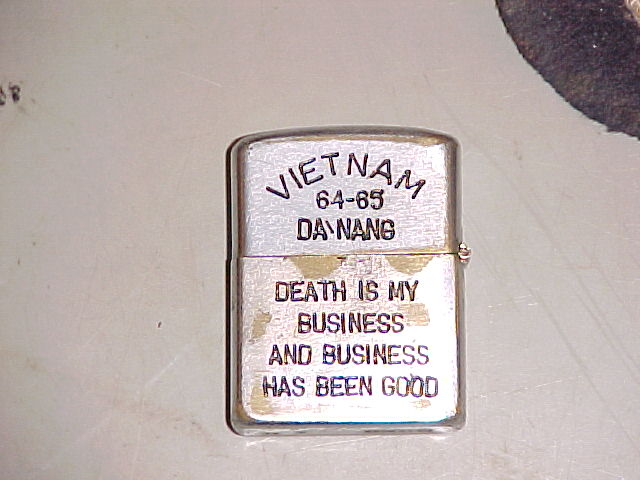 VIETNAM
64-65
DA NANG
DEATH IS MY
BUSINESS
AND BUSINESS
HAS BEEN GOOD